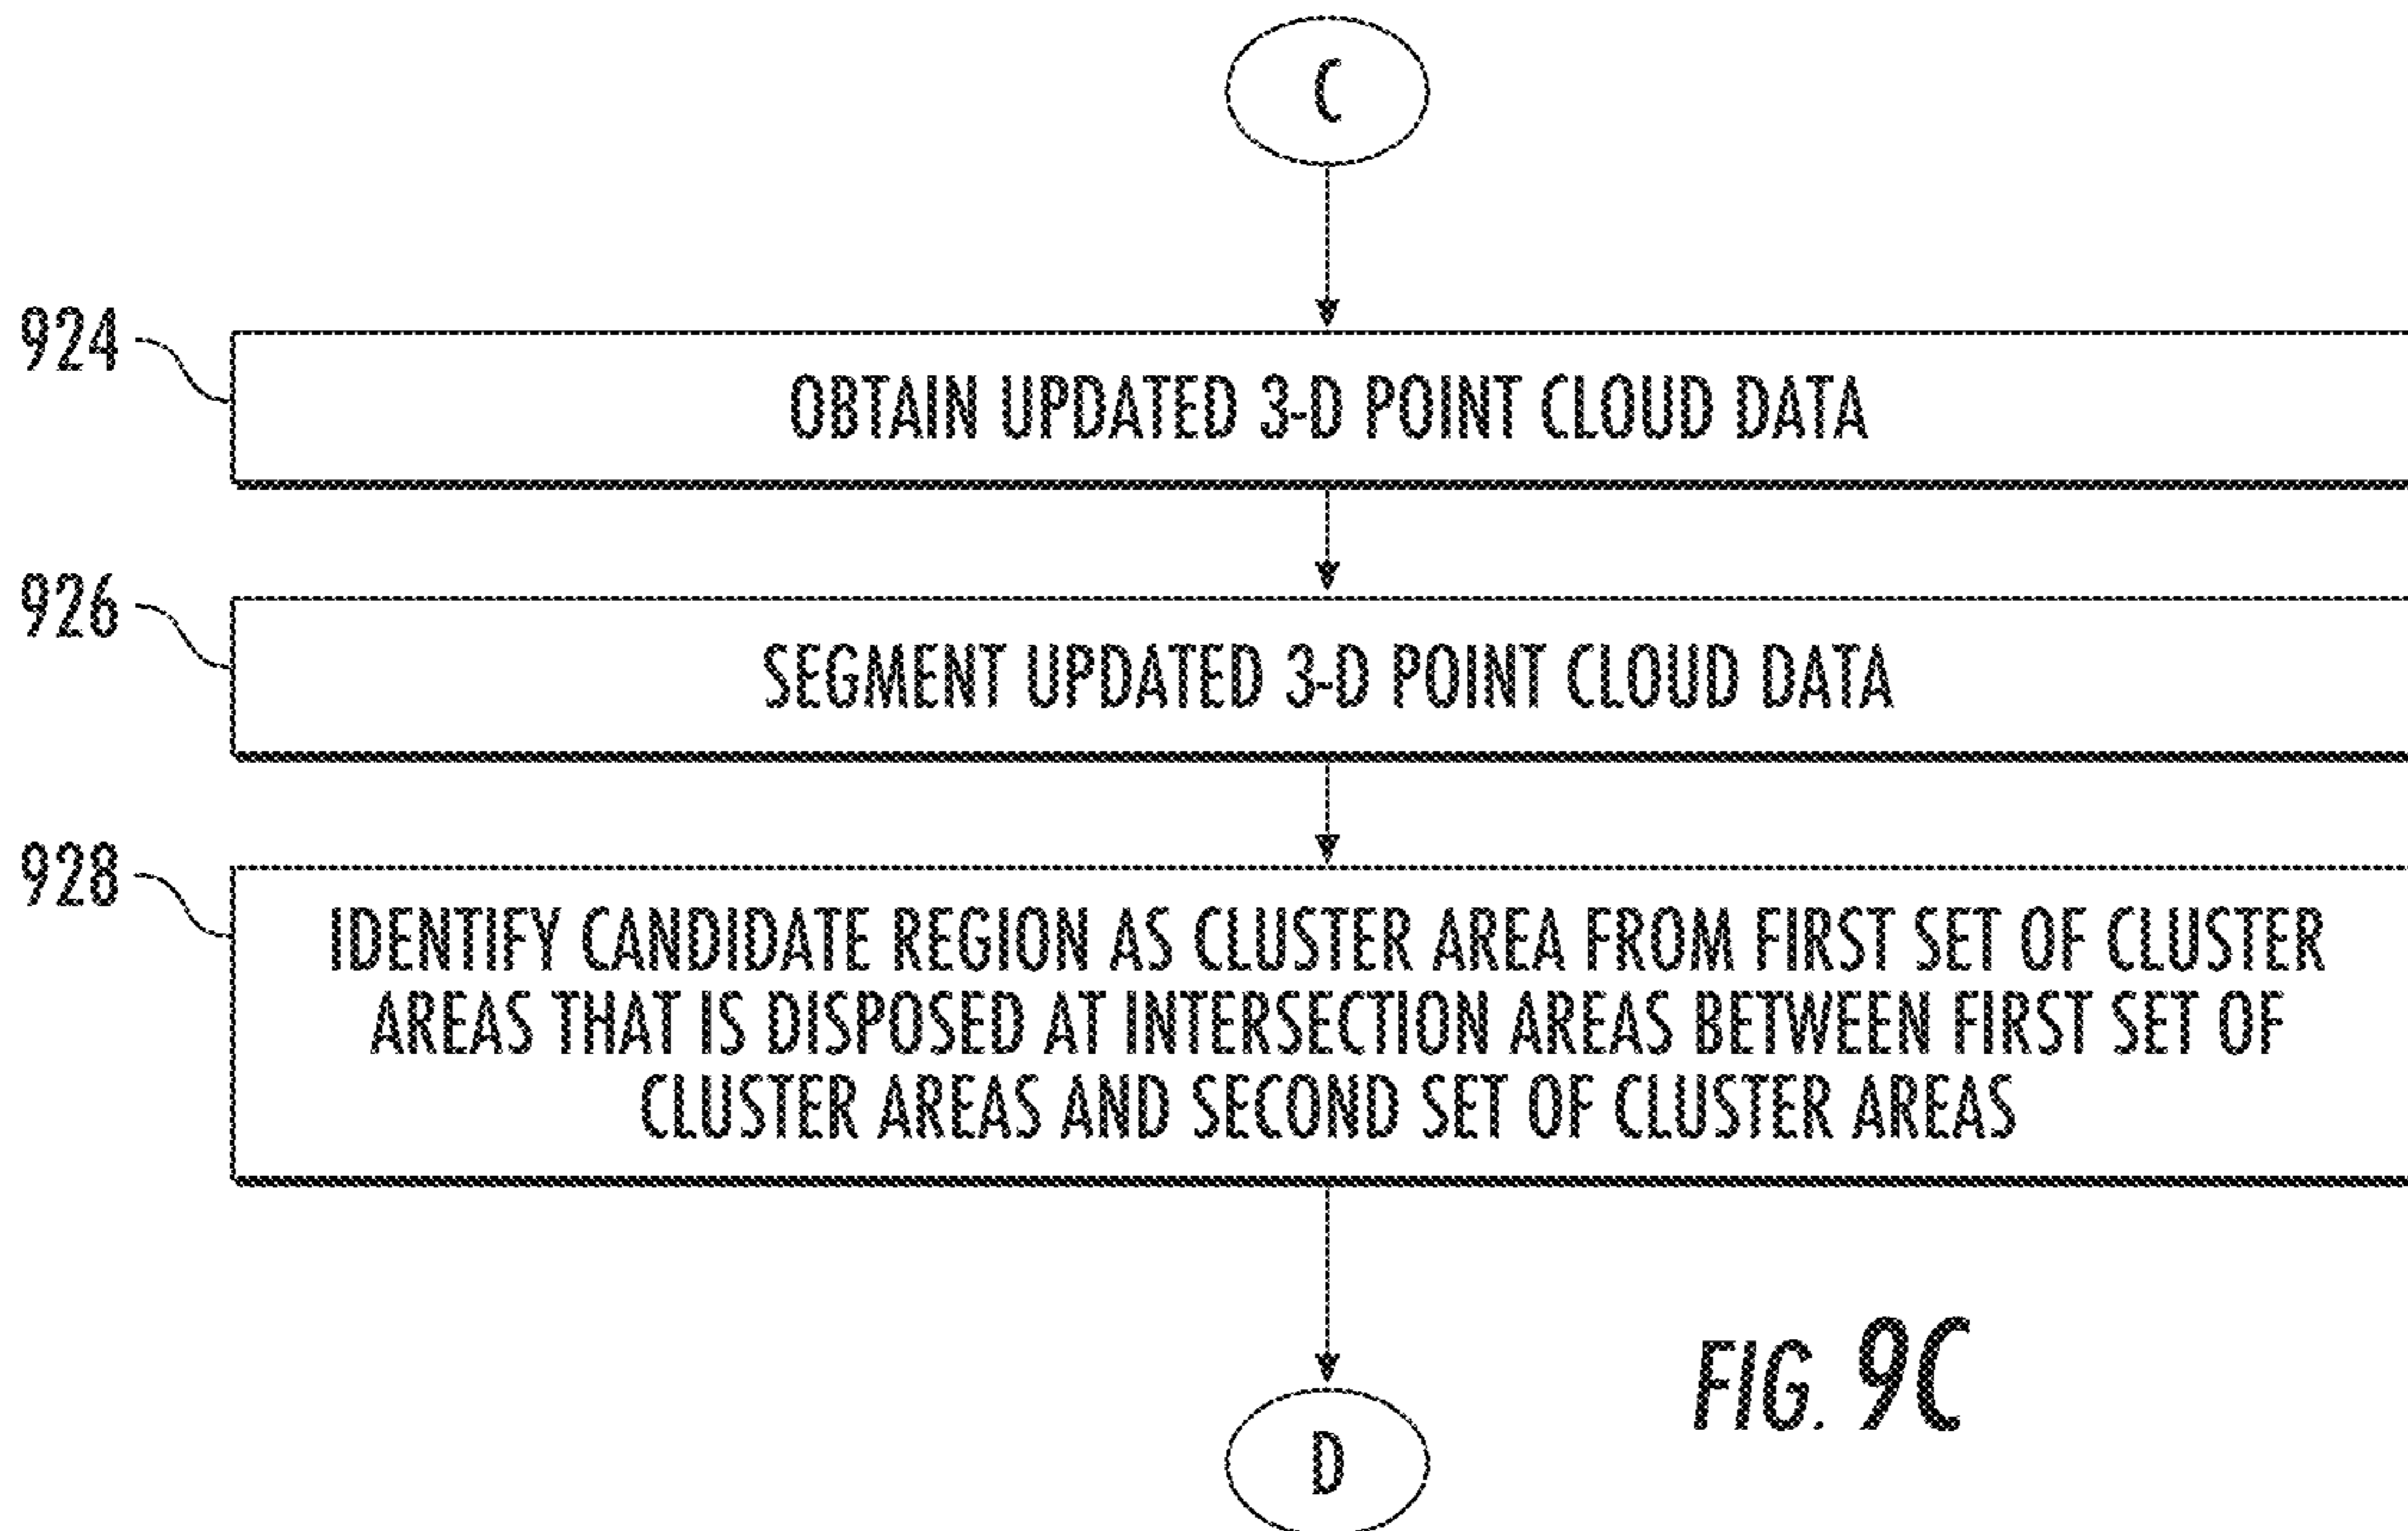 C
924
OBTAIN UPDATED 3-D POINT CLOUD DATA
926
SEGMENT UPDATED 3-D POINT CLOUD DATA
928
IDENTIFY CANDIDATE REGION AS CLUSTER AREA FROM FIRST SET OF CLUSTER
AREAS THAT IS DISPOSED AT INTERSECTION AREAS BETWEEN FIRST SET OF
CLUSTER AREAS AND SECOND SET OF CLUSTER AREAS
D
FIG. 9C